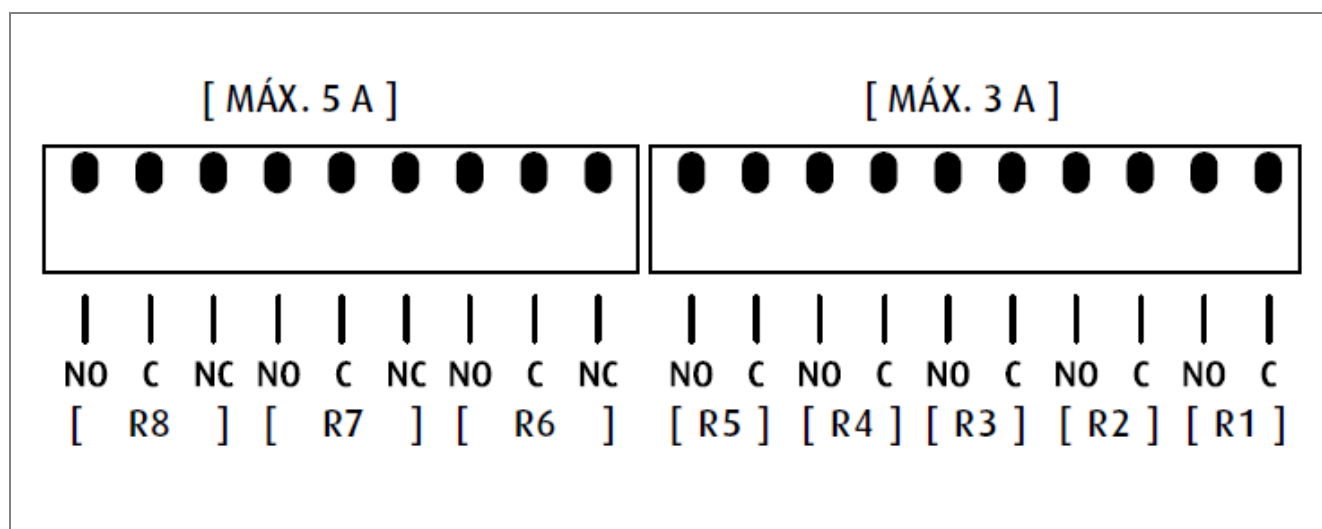 [ MÁX. 5 A ] [ MÁX. 3 A ]
NO C NC NO C NC NO C NC NO C NO C NO C NO C NO C
[ R8 ] [ R7 ] [ R6 ] [ R5 ] [ R4 ] [ R3 ] [ R2 ] [ R1 ]